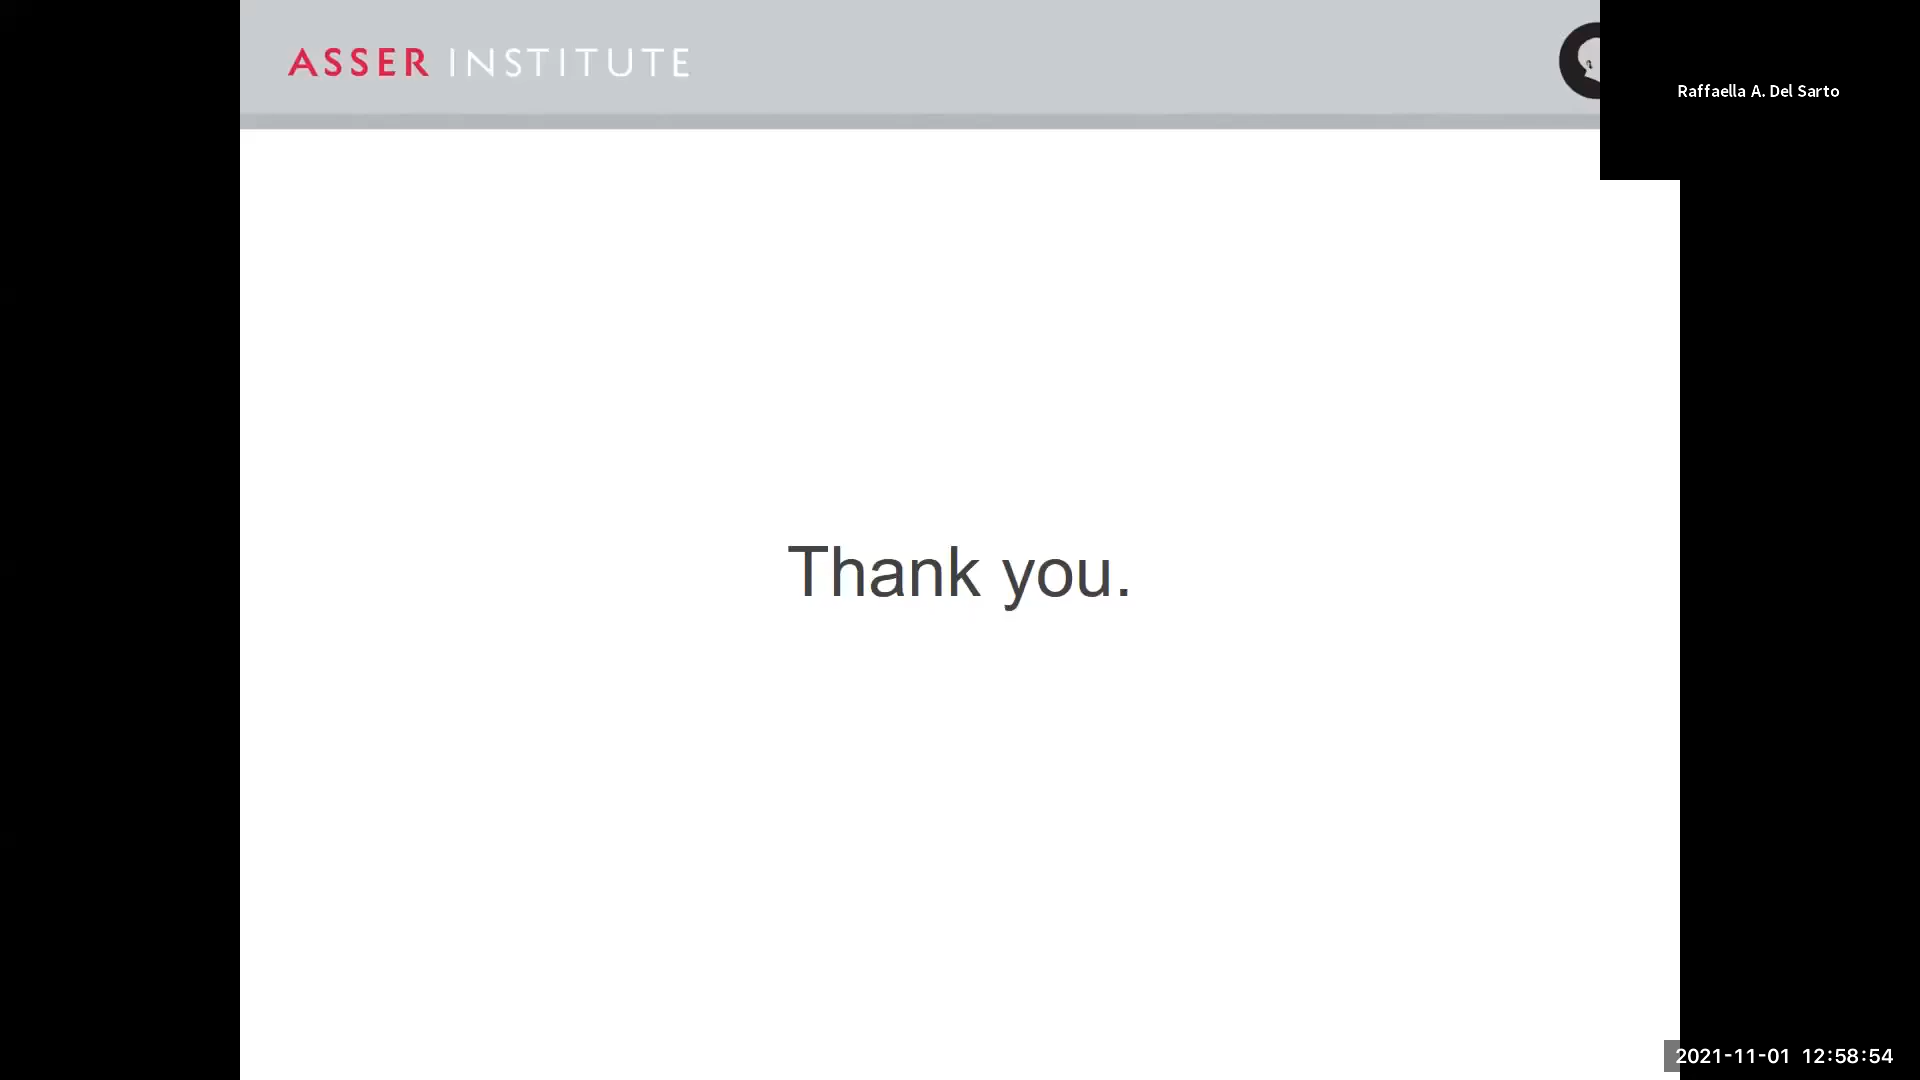 ASSER INSTITUTE
Raffaella A. Del Sarto
Thank you.
2021-11-01 12:58:54